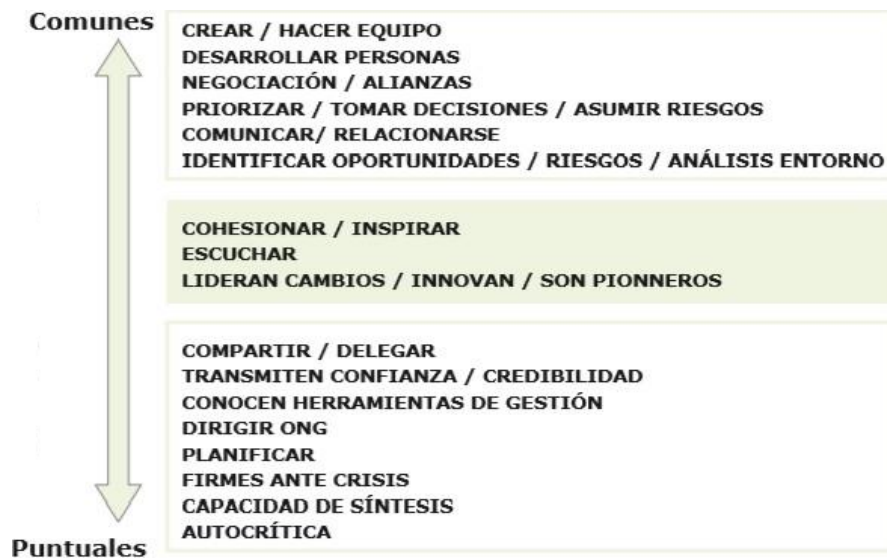 Comunes
CREAR / HACER EQUIPO
DESARROLLAR PERSONAS
NEGOCIACIÓN / ALIANZAS
PRIORIZAR / TOMAR DECISIONES / ASUMIR RIESGOS
COMUNICAR/ RELACIONARSE
IDENTIFICAR OPORTUNIDADES / RIESGOS / ANÁLISIS ENTORNO
COHESIONAR / INSPIRAR
ESCUCHAR
LIDERAN CAMBIOS / INNOVAN / SON PIONNEROS
COMPARTIR / DELEGAR
TRANSMITEN CONFIANZA / CREDIBILIDAD
CONOCEN HERRAMIENTAS DE GESTIÓN
DIRIGIR ONG
PLANIFICAR
FIRMES ANTE CRISIS
CAPACIDAD DE SÍNTESIS
AUTOCRÍTICA
Puntuales